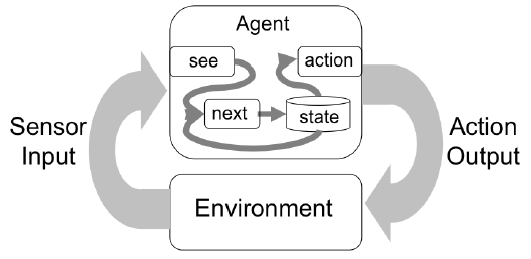 Agent
see
action
next
state
Sensor
Input
Action
Output
Environment